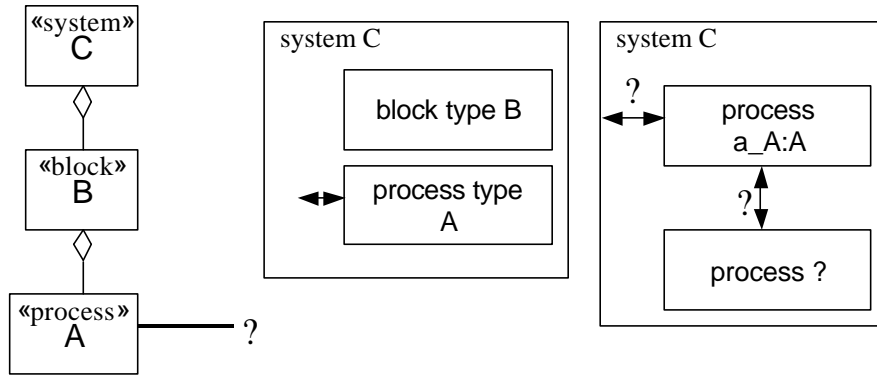 «system»
C
«block»
B
«process»
A
?
system C
block type B
process type
A
system C
?
process
a_A:A
?
process ?